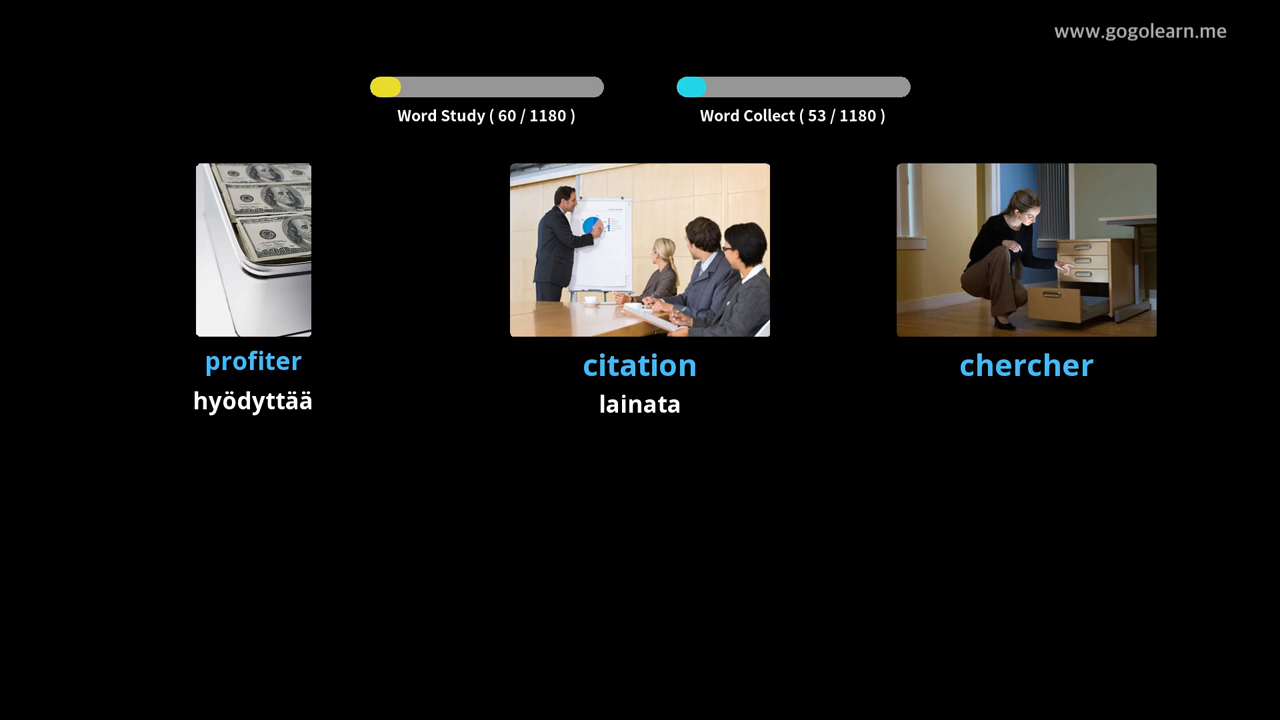 www.gogolearn.me
Word Study ( 60 / 1180 )
Word Collect ( 53 / 1180 )
profiter
hyödyttää
citation
lainata
chercher